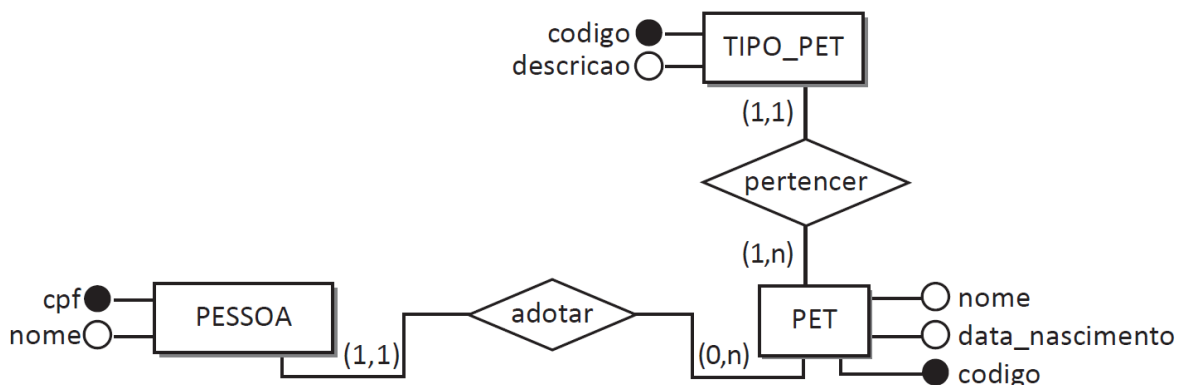 codigo
descricao
TIPO_PET
(1,1)
pertencer
(1,n)
cpf
nome
PESSOA
(1,1)
adotar
(0,n)
PET
nome
data_nascimento
codigo